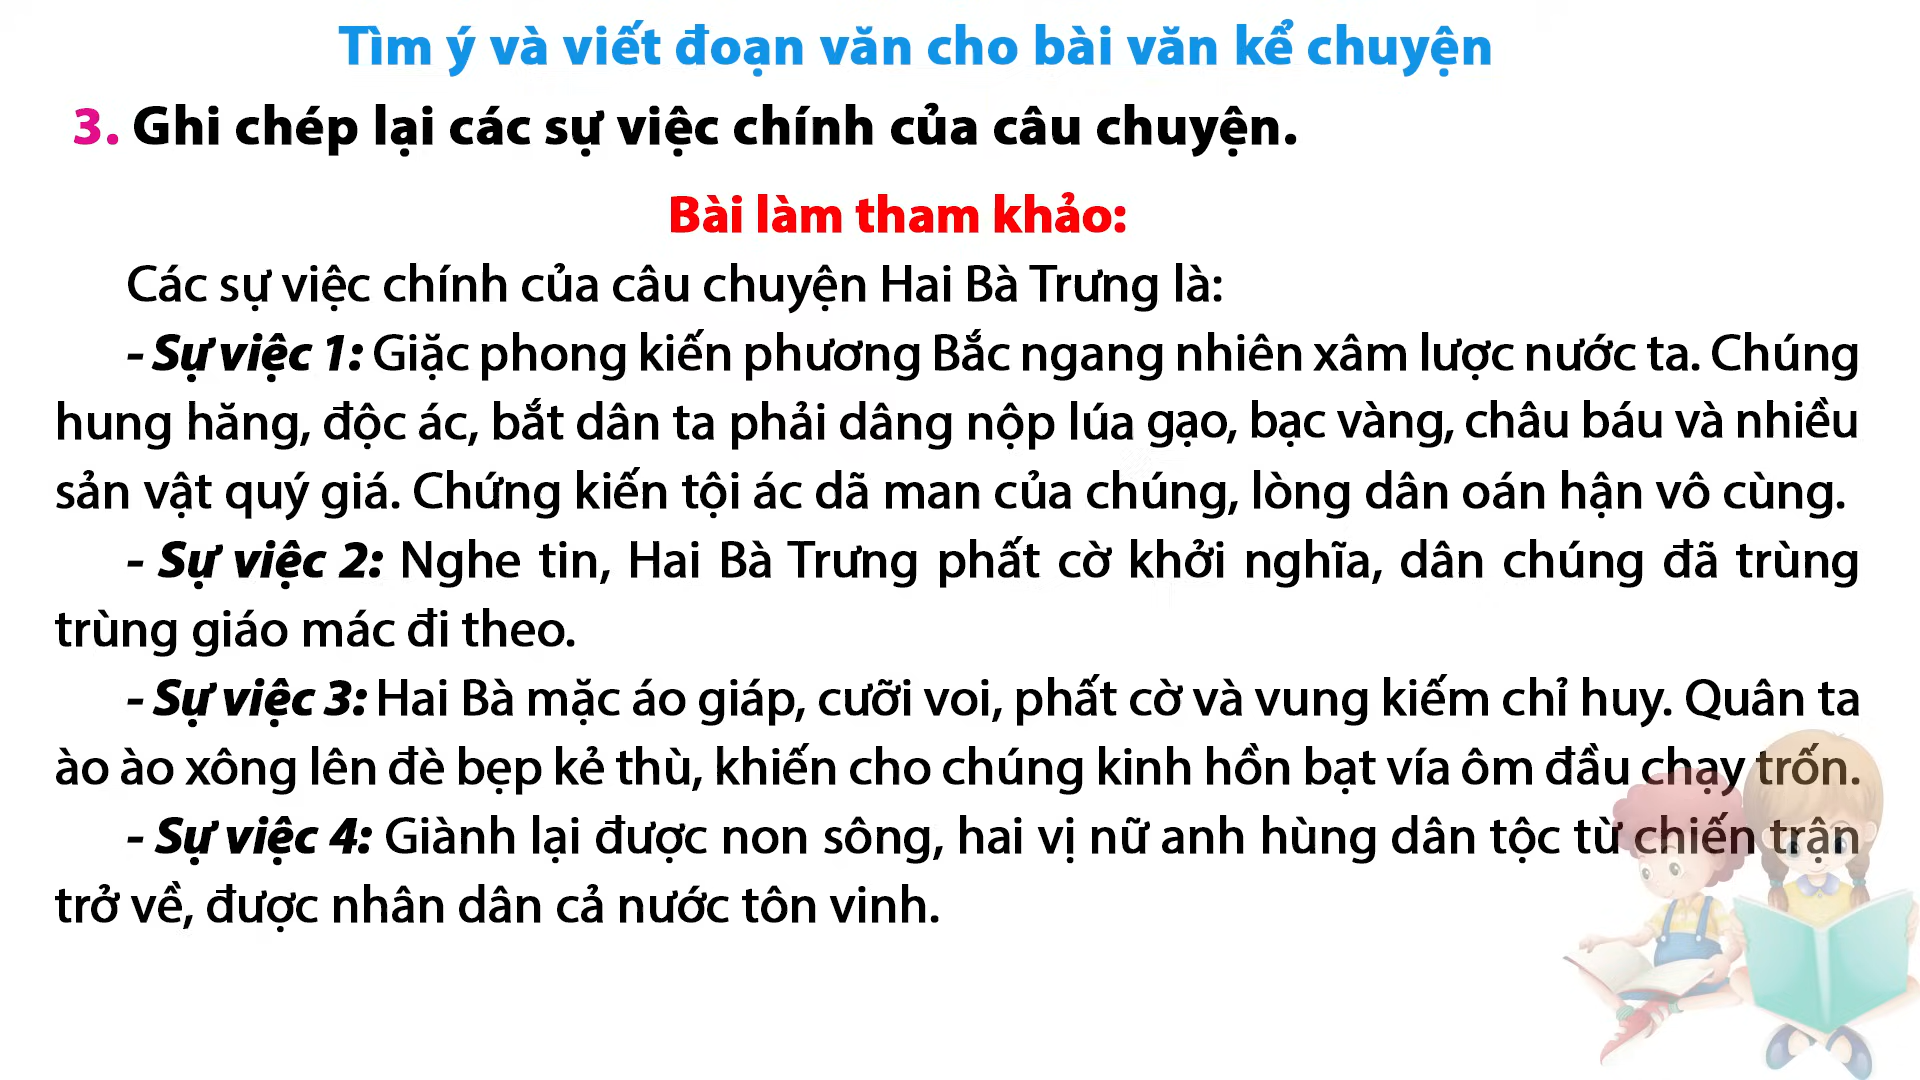 Tìm ý và viết đoạn văn cho bài văn kể chuyện
3. Ghi chép lại các sự việc chính của câu chuyện.
Bài làm tham khảo:
Các sự việc chính của câu chuyện Hai Bà Trưng là:
- Sự việc 1: Giặc phong kiến phương Bắc ngang nhiên xâm lược nước ta. Chúng
hung hăng, độc ác, bắt dân ta phải dâng nộp lúa gạo, bạc vàng, châu báu và nhiều
sản vật quý giá. Chứng kiến tội ác dã man của chúng, lòng dân oán hận vô cùng.
- Sự việc 2: Nghe tin, Hai Bà Trưng phất cờ khởi nghĩa, dân chúng đã trùng
trùng giáo mác đi theo.
- Sự việc 3: Hai Bà mặc áo giáp, cưỡi voi, phất cờ và vung kiếm chỉ huy. Quân ta
ào ào xông lên đè bẹp kẻ thù, khiến cho chúng kinh hồn bạt vía ôm đầu chạy trốn.
- Sự việc 4: Giành lại được non sông, hai vị nữ anh hùng dân tộc từ chiến trận
trở về, được nhân dân cả nước tôn vinh.